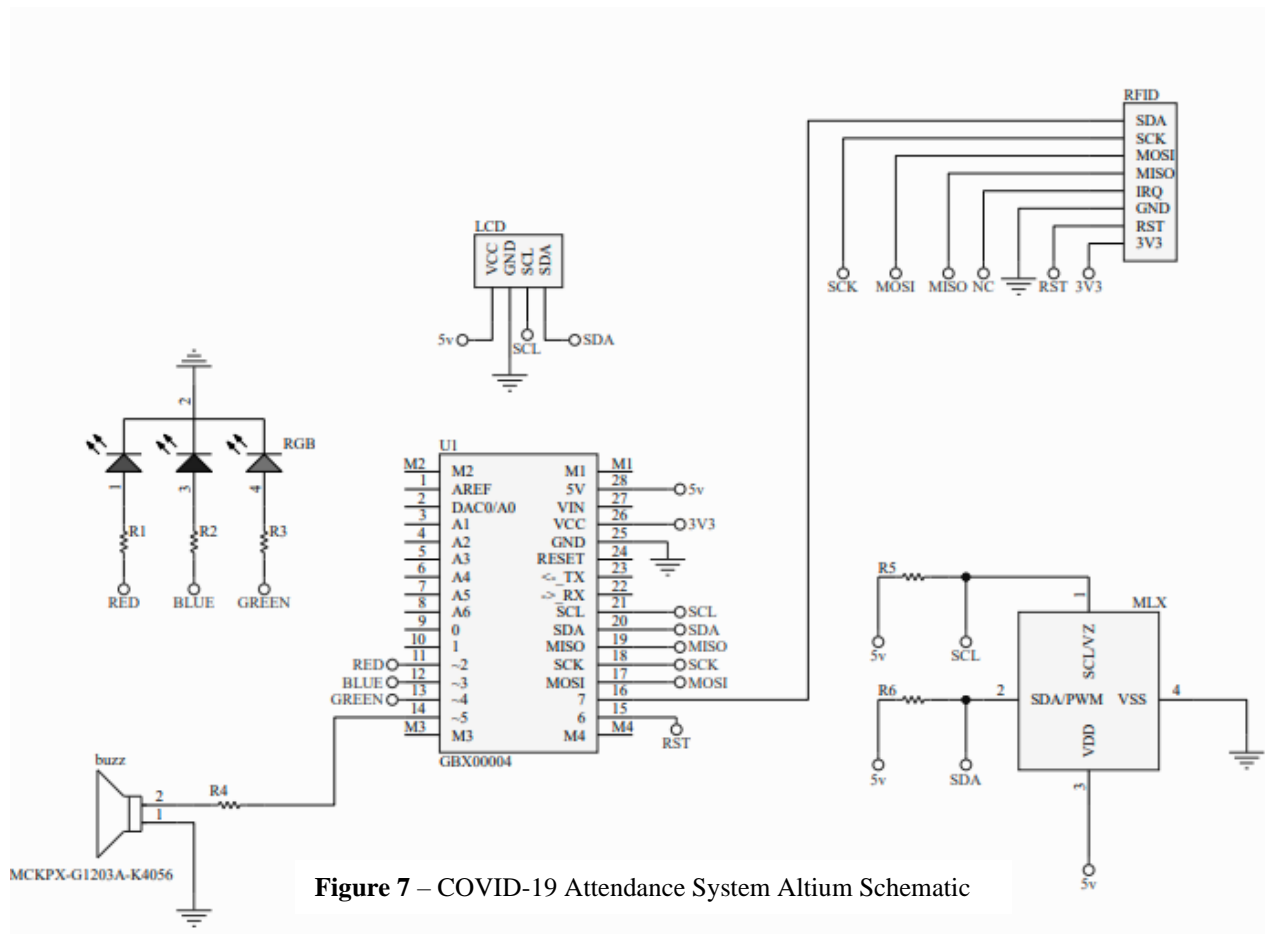 RFID
SDA
SCK
MOSI
MISO
IRQ
GND
RST
3V3
SCK MOSI MISO NC RST 3V3
LCD
VCC GND SCL SDA
5v SCL SDA
2
RGB
1 3 4
R1 R2 R3
RED BLUE GREEN
U1
M2 M2 M1 M1
1 AREF 5V 28 5v
2 DAC0/A0 VIN 27
3 A1 VCC 26 3V3
4 A2 GND 25
5 A3 RESET 24
6 A4 <-_TX 23
7 A5 ->_RX 22
8 A6 SCL 21 SCL
9 0 SDA 20 SDA
10 1 MISO 19 MISO
RED 11 ~2 SCK 18 SCK
BLUE 12 ~3 MOSI 17 MOSI
GREEN 13 ~4 7 16
14 ~5 6 15 RST
M3 M3 M4 M4
GBX00004
R5 5v SCL
R6 5v SDA
MLX
1 SCL/VZ
2 SDA/PWM VSS 4
VDD 3
5v
buzz
2 R4
1
MCKPX-G1203A-K4056
Figure 7 – COVID-19 Attendance System Altium Schematic